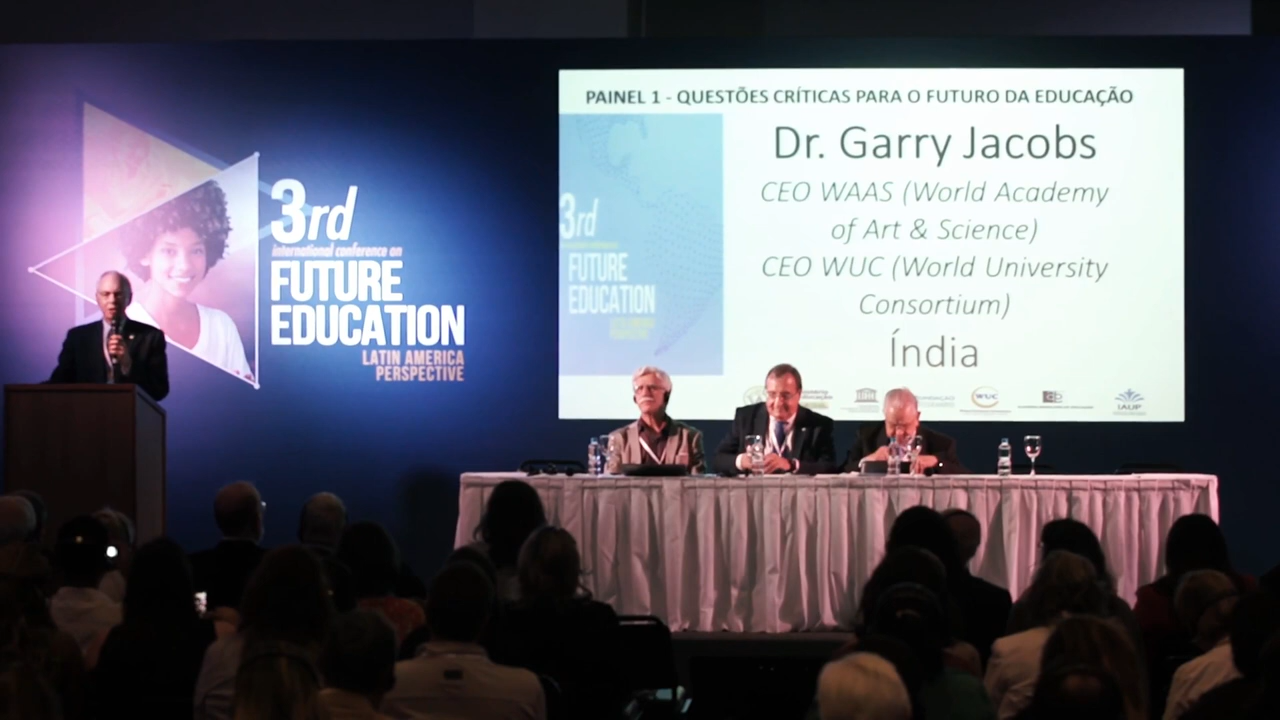 3rd
international conference on
FUTURE
EDUCATION
LATIN AMERICA
PERSPECTIVE
PAINEL 1 - QUESTÕES CRÍTICAS PARA O FUTURO DA EDUCAÇÃO
Dr. Garry Jacobs
CEO WAAS (World Academy
of Art & Science)
CEO WUC (World University
Consortium)
Índia
3rd
FUTURE
EDUCATION
WUC
IAUP